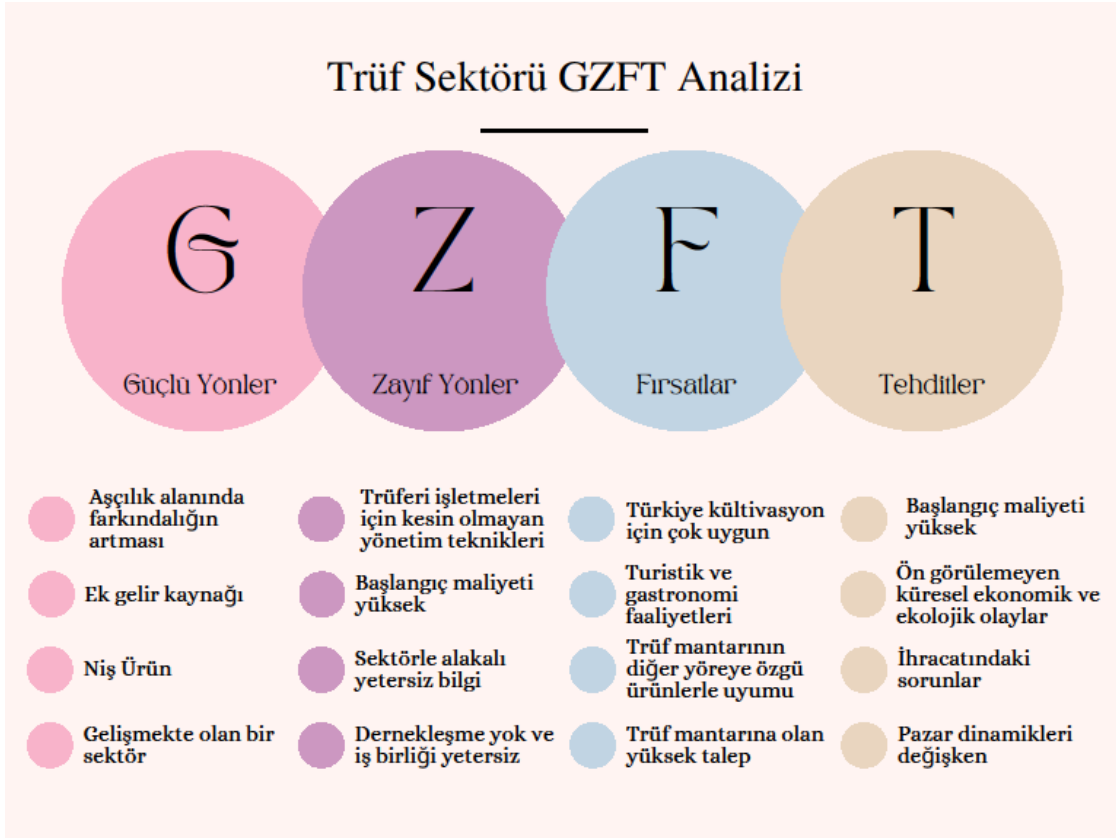 Trüf Sektörü GZFT Analizi
G
Z
F
T
Güçlü Yönler
Zayıf Yönler
Fırsatlar
Tehditler
Aşçılık alanında
farkındalığın
artması
Ek gelir kaynağı
Niş Ürün
Gelişmekte olan bir
sektör
Trüferi işletmeleri
için kesin olmayan
yönetim teknikleri
Başlangıç maliyeti
yüksek
Sektörle alakalı
yetersiz bilgi
Dernekleşme yok ve
iş birliği yetersiz
Türkiye kültivasyon
için çok uygun
Turistik ve
gastronomi
faaliyetleri
Trüf mantarının
diğer yöreye özgü
ürünlerle uyumu
Trüf mantarına olan
yüksek talep
Başlangıç maliyeti
yüksek
Ön görülemeyen
küresel ekonomik ve
ekolojik olaylar
İhracatındaki
sorunlar
Pazar dinamikleri
değişken